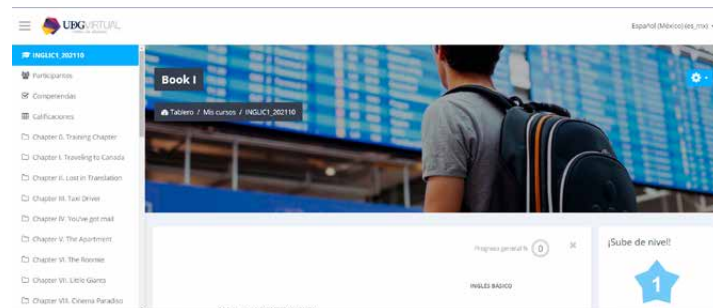 UDGVIRTUAL
Español (México) (es_mx)
INGLIC1_202110
Participantes
Competencias
Calificaciones
Chapter 0. Training Chapter
Chapter I. Traveling to Canada
Chapter II. Lost in Translation
Chapter III. Taxi Driver
Chapter IV. You've got mail
Chapter V. The Apartment
Chapter VI. The Roomie
Chapter VII. Little Giants
Chapter VIII. Cinema Paradiso
Book I
Tablero / Mis cursos / INGLIC1_202110
Progreso general % 0
INGLÉS BÁSICO
¡Sube de nivel!
1